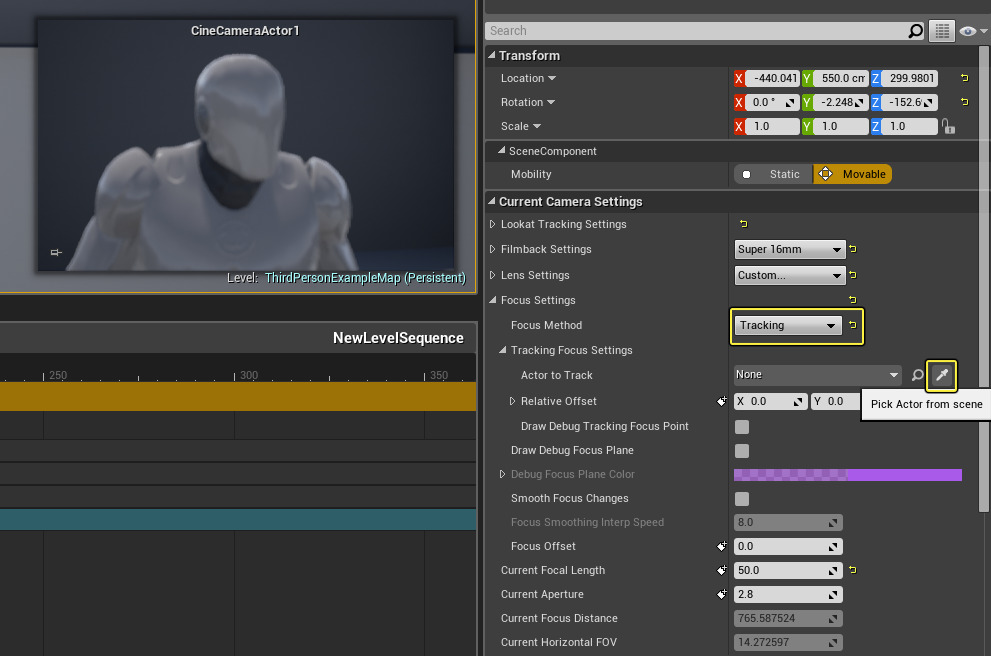 CineCameraActor1
Level: ThirdPersonExampleMap (Persistent)
NewLevelSequence
250 300 350
Search
Transform
Location X -440.041 Y 550.0 cm Z 299.9801
Rotation X 0.0 ° Y -2.248 Z -152.6
Scale X 1.0 Y 1.0 Z 1.0
SceneComponent
Mobility Static Movable
Current Camera Settings
Lookat Tracking Settings
Filmback Settings Super 16mm
Lens Settings Custom...
Focus Settings
Focus Method Tracking
Tracking Focus Settings
Actor to Track None
Relative Offset X 0.0 Y 0.0
Pick Actor from scene
Draw Debug Tracking Focus Point
Draw Debug Focus Plane
Debug Focus Plane Color
Smooth Focus Changes
Focus Smoothing Interp Speed 8.0
Focus Offset 0.0
Current Focal Length 50.0
Current Aperture 2.8
Current Focus Distance 765.587524
Current Horizontal FOV 14.272597